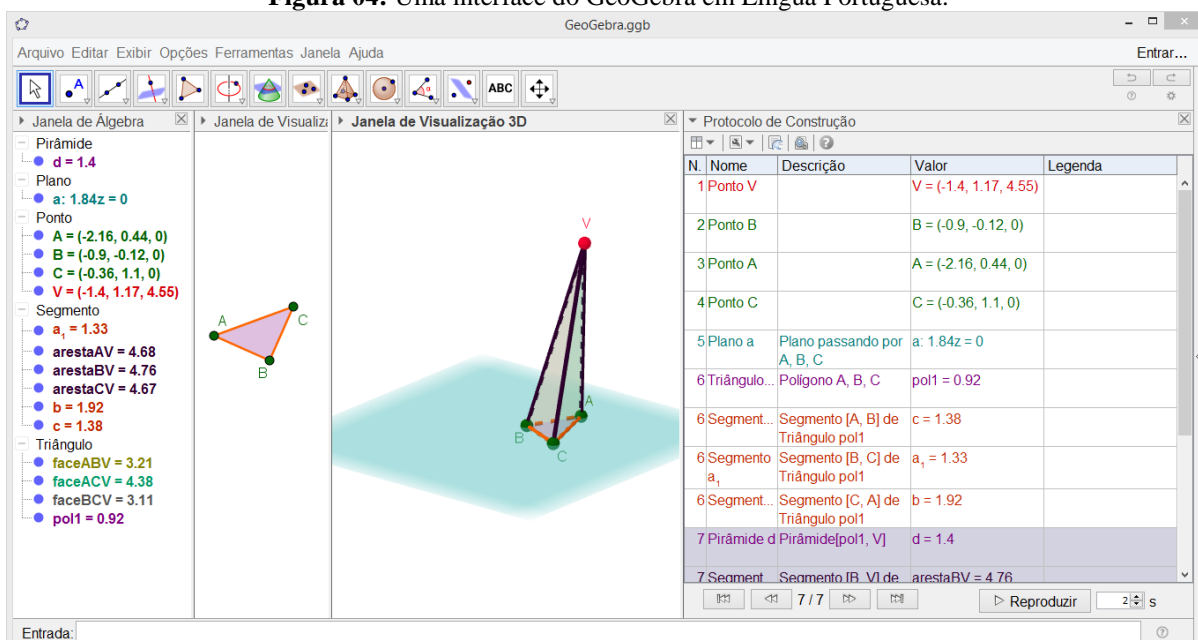 Figura 04: Uma interface do GeoGebra em Língua Portuguesa.
GeoGebra.ggb
Arquivo Editar Exibir Opções Ferramentas Janela Ajuda
Entrar...
A
ABC
Janela de Álgebra
Pirâmide
d = 1.4
Plano
a: 1.84z = 0
Ponto
A = (-2.16, 0.44, 0)
B = (-0.9, -0.12, 0)
C = (-0.36, 1.1, 0)
V = (-1.4, 1.17, 4.55)
Segmento
a₁ = 1.33
arestaAV = 4.68
arestaBV = 4.76
arestaCV = 4.67
b = 1.92
c = 1.38
Triângulo
faceABV = 3.21
faceACV = 4.38
faceBCV = 3.11
pol1 = 0.92
Janela de Visualiz
A
C
B
Janela de Visualização 3D
V
A
B
C
Protocolo de Construção
N. Nome Descrição Valor Legenda
1 Ponto V V = (-1.4, 1.17, 4.55)
2 Ponto B B = (-0.9, -0.12, 0)
3 Ponto A A = (-2.16, 0.44, 0)
4 Ponto C C = (-0.36, 1.1, 0)
5 Plano a Plano passando por a: 1.84z = 0
A, B, C
6 Triângulo... Polígono A, B, C pol1 = 0.92
6 Segment... Segmento [A, B] de c = 1.38
Triângulo pol1
6 Segmento Segmento [B, C] de a₁ = 1.33
a₁ Triângulo pol1
6 Segment... Segmento [C, A] de b = 1.92
Triângulo pol1
7 Pirâmide d Pirâmide[pol1, V] d = 1.4
7 Segment Segmento [B, V] de arestaBV = 4.76
7 / 7
Reproduzir
2 s
Entrada: